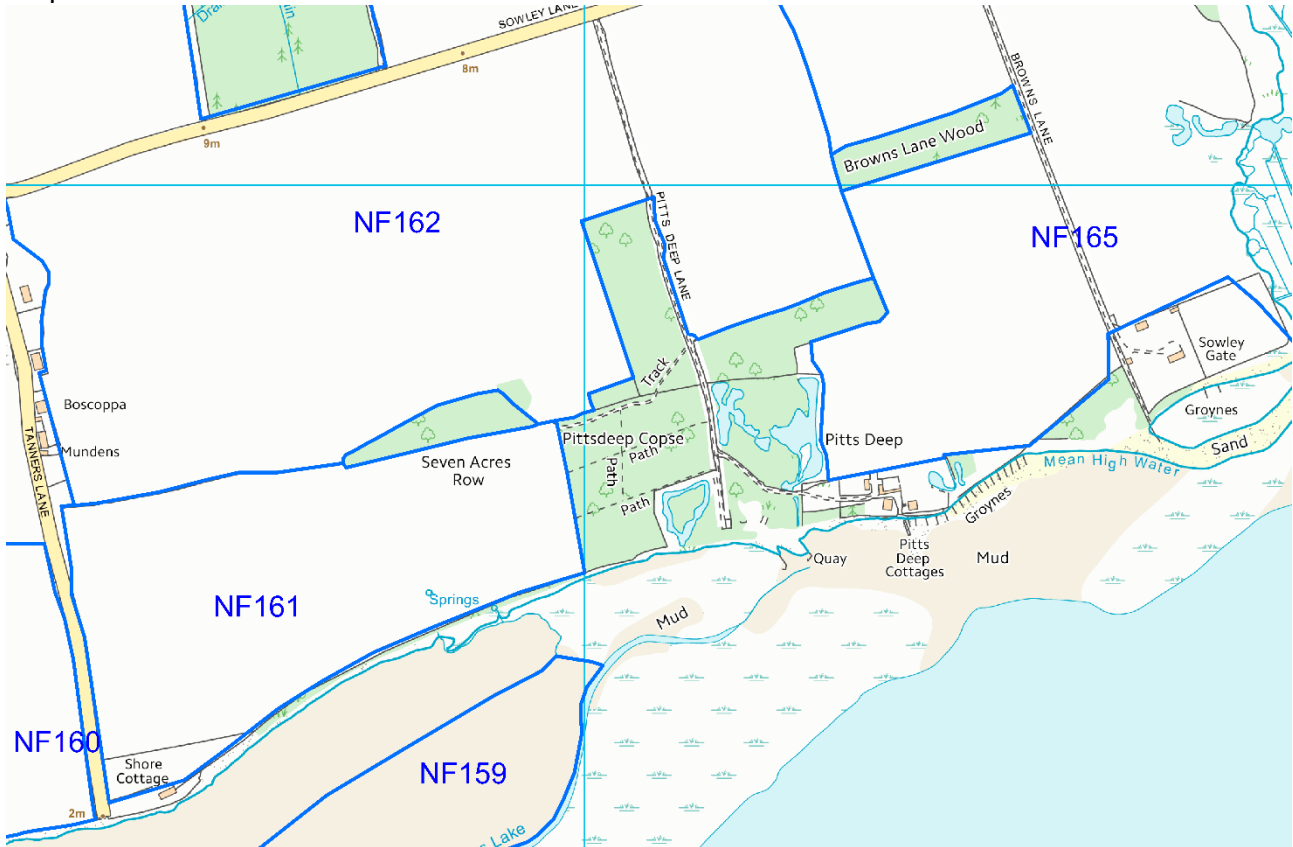 Drain
Drain
SOWLEY LANE
8m
9m
BROWNS LANE
Browns Lane Wood
NF162
PITTS DEEP LANE
NF165
Sowley
Gate
Track
Boscoppa
Groynes
Mundens
Pittsdeep Copse
Pitts Deep
Sand
Seven Acres
Row
Path
Path
Mean High Water
TANNERS LANE
Path
Groynes
Quay
Pitts
Deep
Cottages
Mud
NF161
Springs
Mud
NF160
Shore
Cottage
NF159
2m
Lake